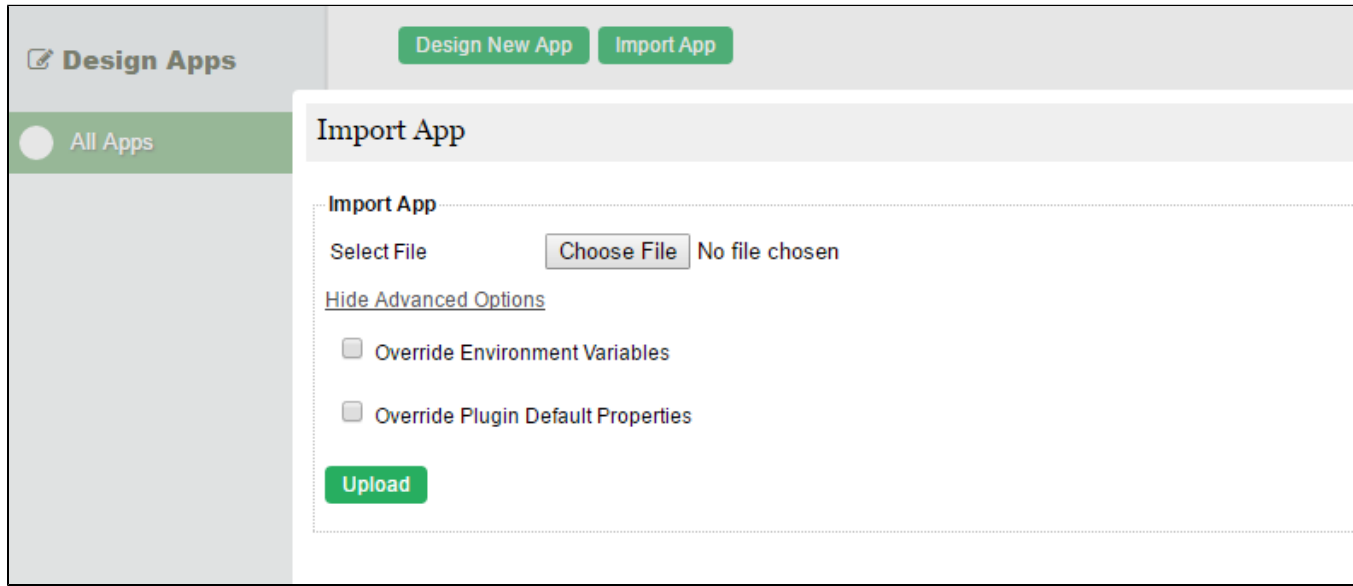 Design Apps
Design New App
Import App
All Apps
Import App
Import App
Select File
Choose File No file chosen
Hide Advanced Options
Override Environment Variables
Override Plugin Default Properties
Upload